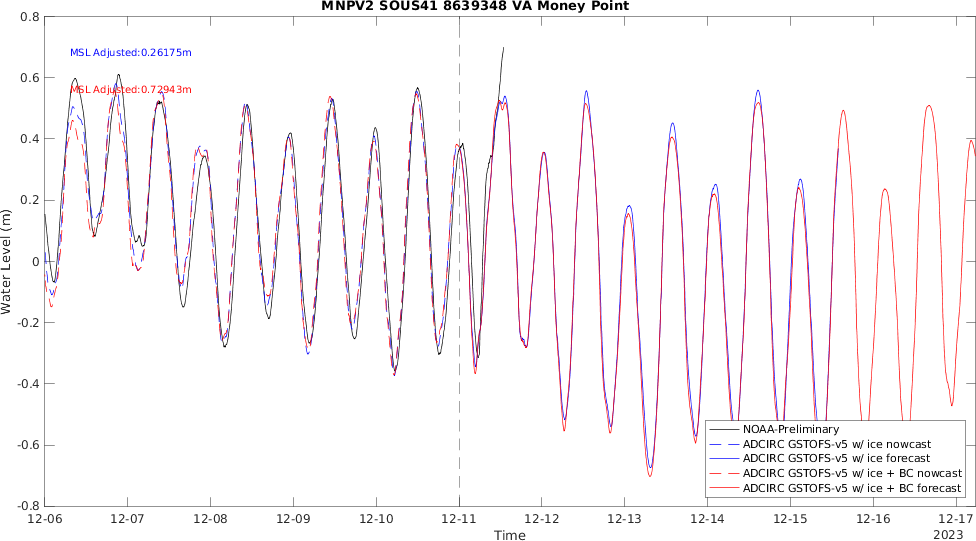 MNPV2 SOUS41 8639348 VA Money Point
0.8
MSL Adjusted:0.26175m
0.6
MSL Adjusted:0.72943m
0.4
0.2
Water Level (m)
0
-0.2
-0.4
NOAA-Preliminary
ADCIRC GSTOFS-v5 w/ ice nowcast
-0.6
ADCIRC GSTOFS-v5 w/ ice forecast
ADCIRC GSTOFS-v5 w/ ice + BC nowcast
ADCIRC GSTOFS-v5 w/ ice + BC forecast
-0.8
12-06 12-07 12-08 12-09 12-10 12-11 12-12 12-13 12-14 12-15 12-16 12-17
Time 2023